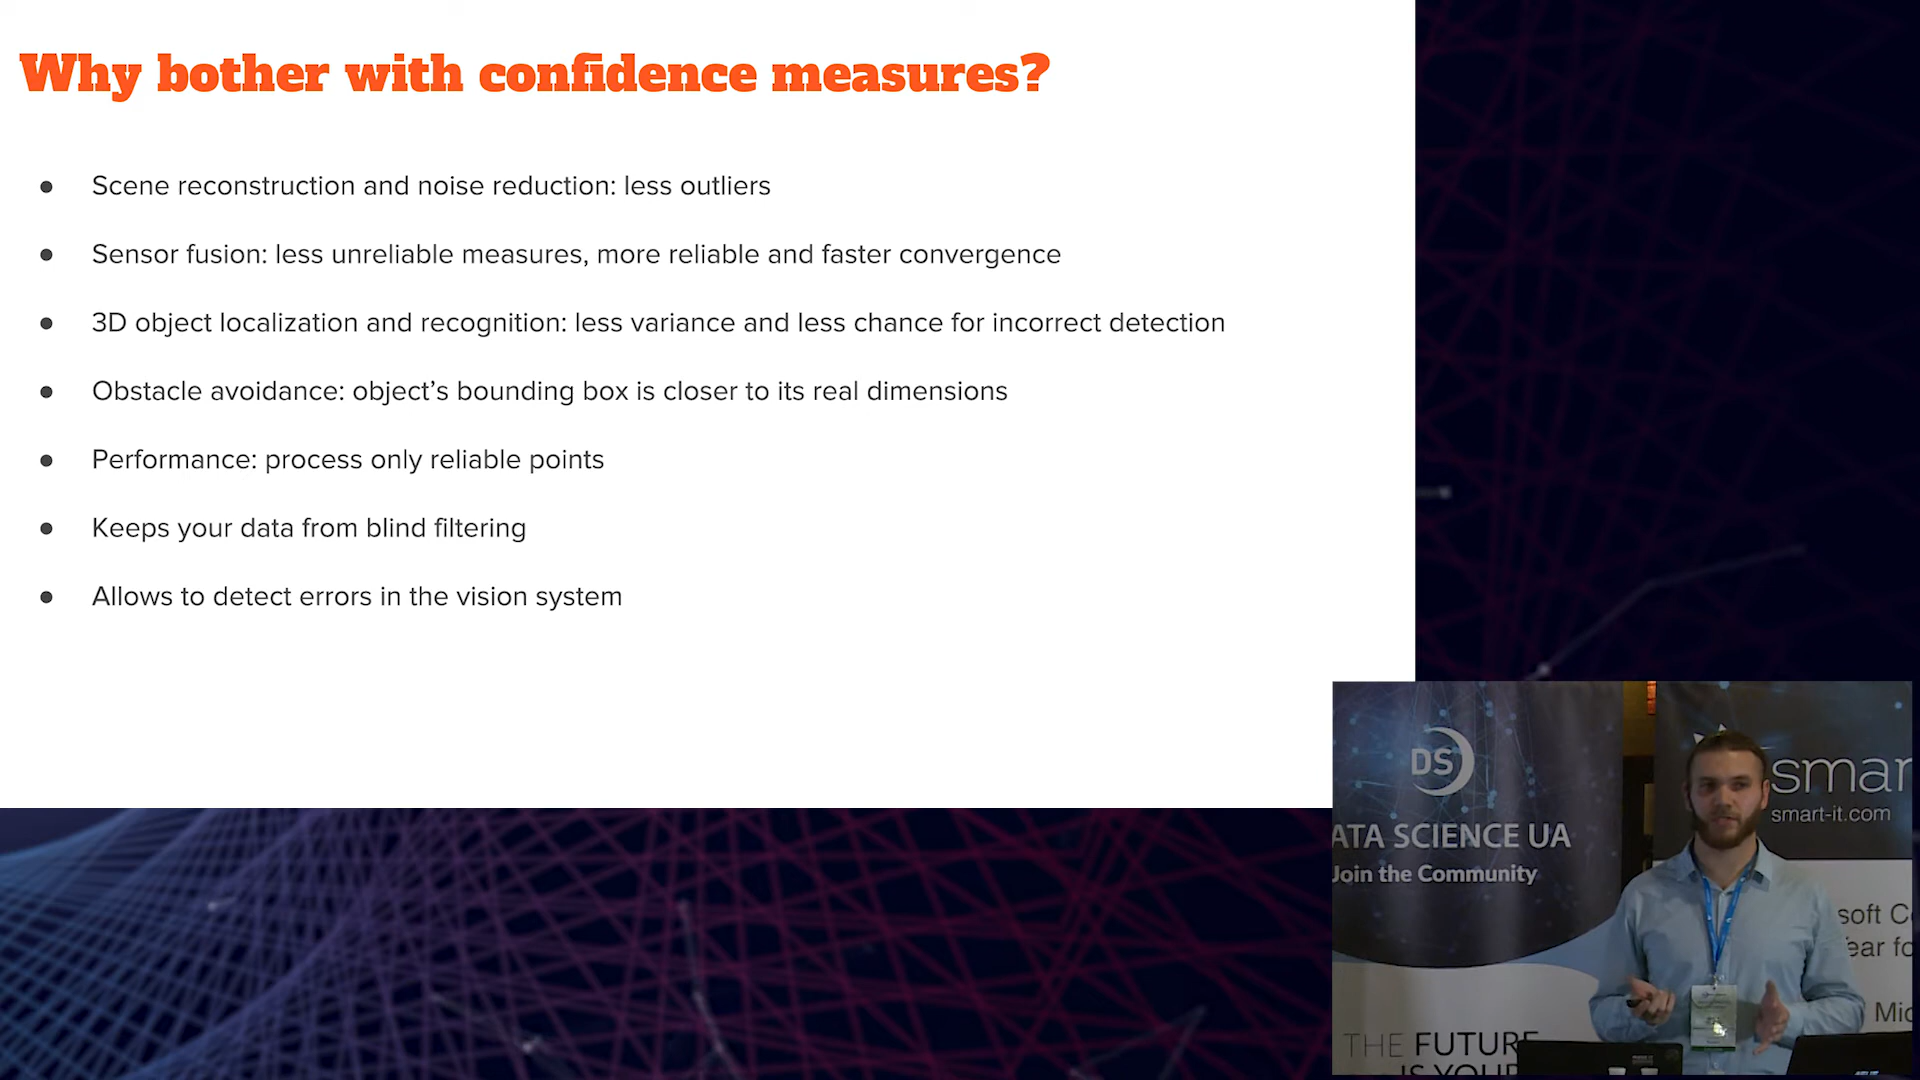 Why bother with confidence measures?
● Scene reconstruction and noise reduction: less outliers
● Sensor fusion: less unreliable measures, more reliable and faster convergence
● 3D object localization and recognition: less variance and less chance for incorrect detection
● Obstacle avoidance: object’s bounding box is closer to its real dimensions
● Performance: process only reliable points
● Keeps your data from blind filtering
● Allows to detect errors in the vision system
DS
ATA SCIENCE UA
Join the Community
THE FUTURE
IS YOUR
smar
smart-it.com
soft C
ear fo
Mic